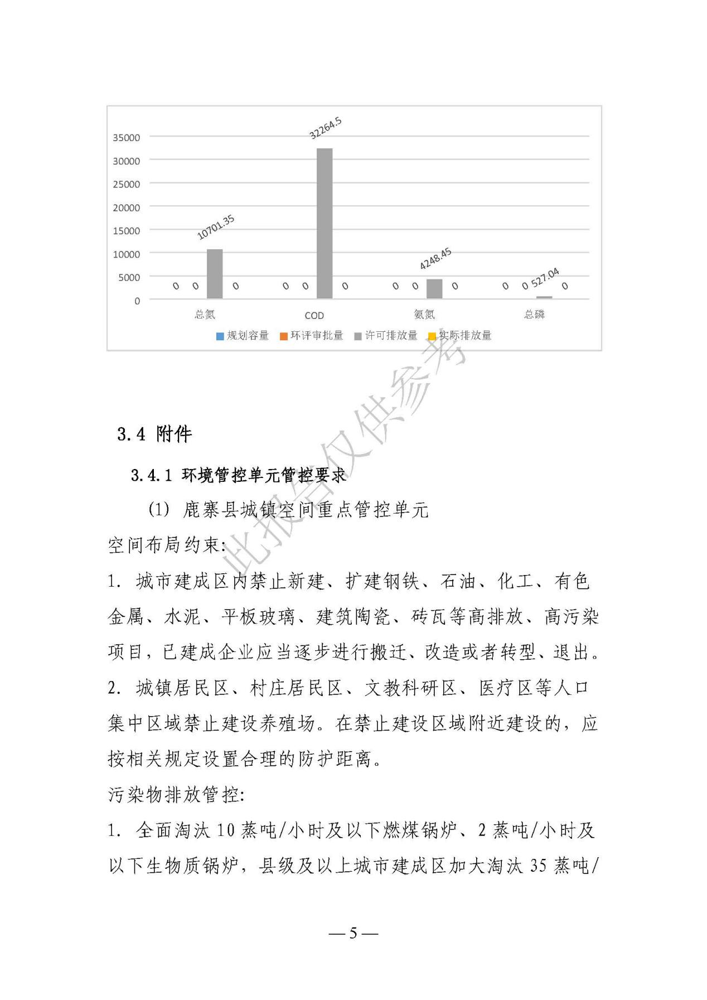 35000
30000
25000
20000
15000
10000
5000
0
0 0 10701.35 0
0 0 32264.5 0
0 0 4248.45 0
0 0 527.04 0
总氮 COD 氨氮 总磷
规划容量 环评审批量 许可排放量 实际排放量
此报告仅供参考
3.4 附件
3.4.1 环境管控单元管控要求
(1) 鹿寨县城镇空间重点管控单元
空间布局约束:
1. 城市建成区内禁止新建、扩建钢铁、石油、化工、有色
金属、水泥、平板玻璃、建筑陶瓷、砖瓦等高排放、高污染
项目，已建成企业应当逐步进行搬迁、改造或者转型、退出。
2. 城镇居民区、村庄居民区、文教科研区、医疗区等人口
集中区域禁止建设养殖场。在禁止建设区域附近建设的，应
按相关规定设置合理的防护距离。
污染物排放管控:
1. 全面淘汰 10 蒸吨/小时及以下燃煤锅炉、2 蒸吨/小时及
以下生物质锅炉，县级及以上城市建成区加大淘汰 35 蒸吨/
— 5 —